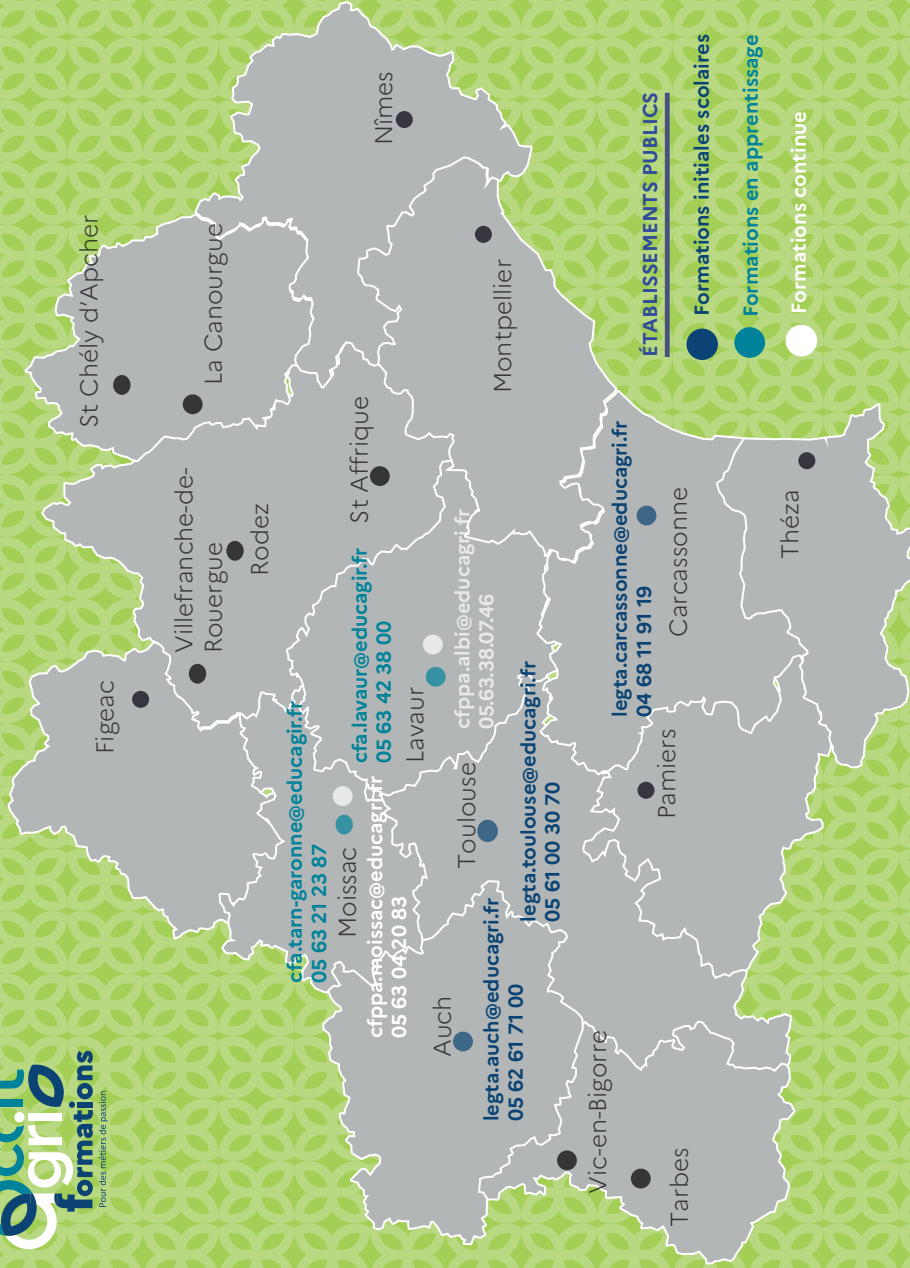 Occit
agri
formations
Pour des métiers de passion
Figeac
St Chély d'Apcher
La Canourgue
Villefranche-de-
Rouergue
Rodez
Nîmes
cfa.tarn-garonne@educagir.fr
05 63 21 23 87
Moissac
cfppa.moissac@educagri.fr
05 63 04 20 83
cfa.lavaur@educagir.fr
05 63 42 38 00
Lavaur
cfppa.albi@educagri.fr
05.63.38.07.46
St Affrique
Montpellier
Auch
legta.auch@educagri.fr
05 62 61 71 00
Toulouse
legta.toulouse@educagri.fr
05 61 00 30 70
Vic-en-Bigorre
Tarbes
Pamiers
legta.carcassonne@educagri.fr
04 68 11 91 19
Carcassonne
Théza
ÉTABLISSEMENTS PUBLICS
Formations initiales scolaires
Formations en apprentissage
Formations continue